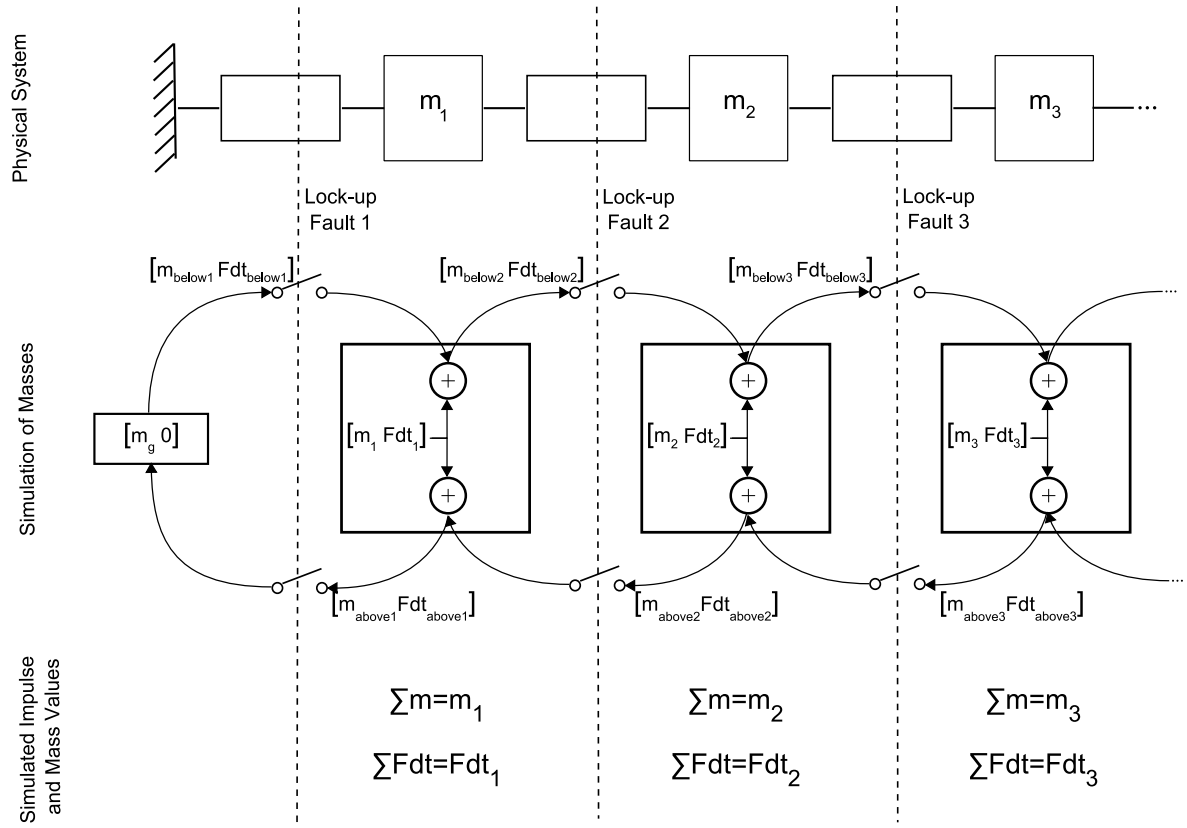 Physical System
m1
m2
m3
...
Lock-up
Fault 1
Lock-up
Fault 2
Lock-up
Fault 3
Simulation of Masses
[mbelow1 Fdtbelow1]
[mbelow2 Fdtbelow2]
[mbelow3 Fdtbelow3]
...
+
+
+
[mg 0]
[m1 Fdt1]
[m2 Fdt2]
[m3 Fdt3]
+
+
+
...
[mabove1 Fdtabove1]
[mabove2 Fdtabove2]
[mabove3 Fdtabove3]
Simulated Impulse
and Mass Values
∑m=m1
∑m=m2
∑m=m3
∑Fdt=Fdt1
∑Fdt=Fdt2
∑Fdt=Fdt3